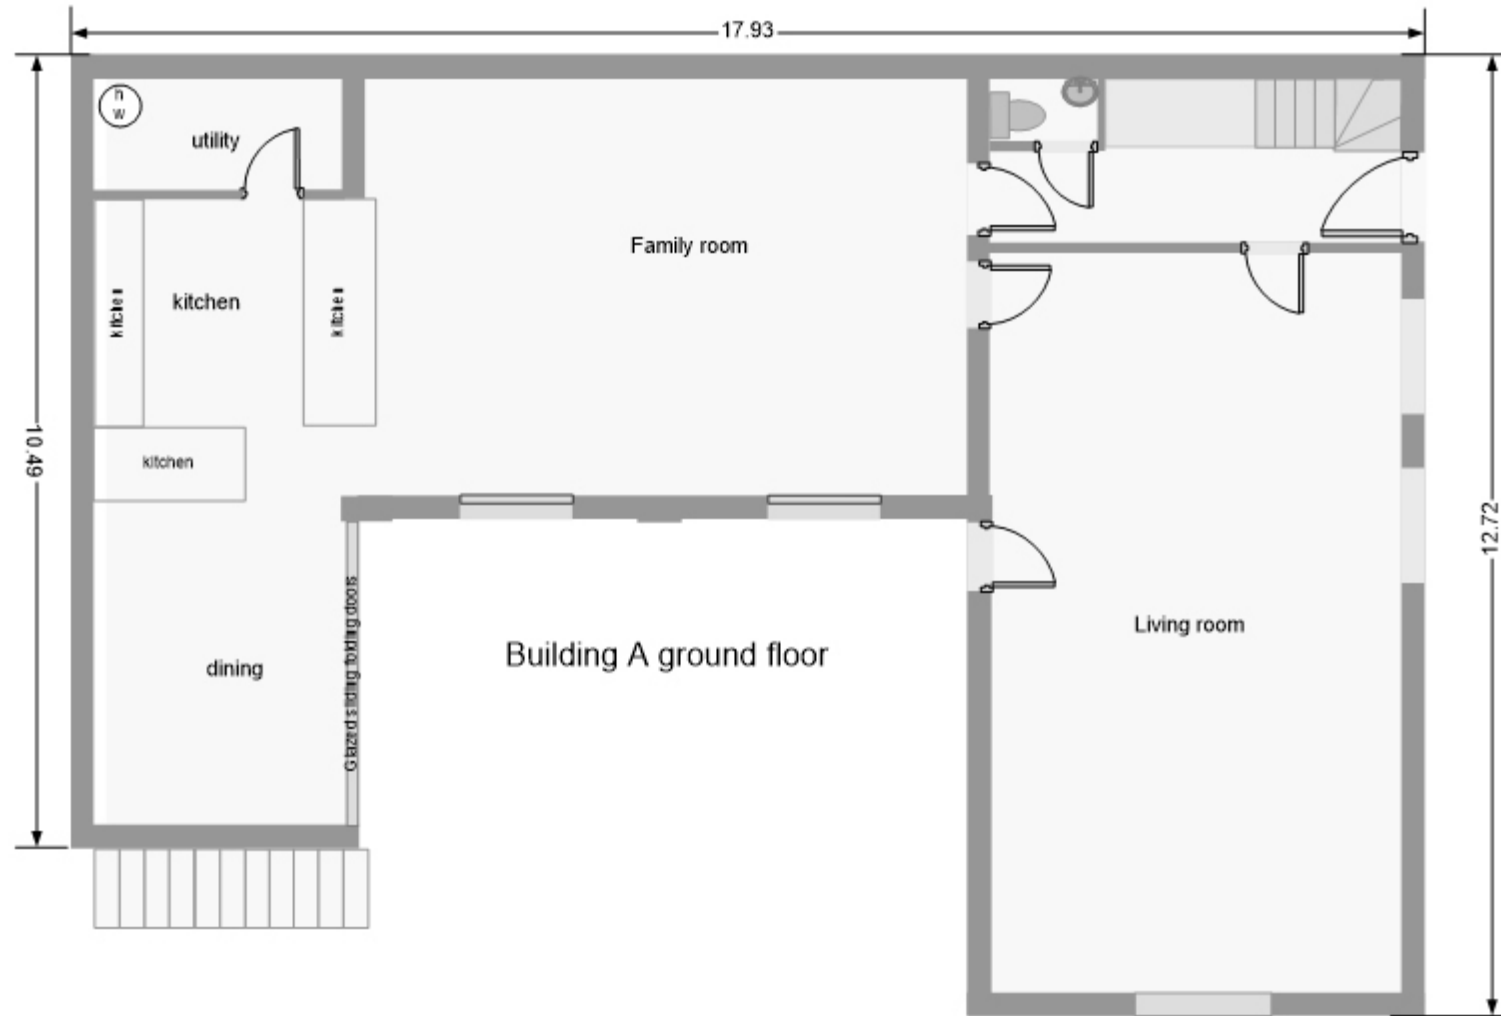 17.93
h
w
utility
Family room
kitchen
kitchen
kitchen
kitchen
10.49
12.72
Glazed sliding folding doors
Living room
Building A ground floor
dining